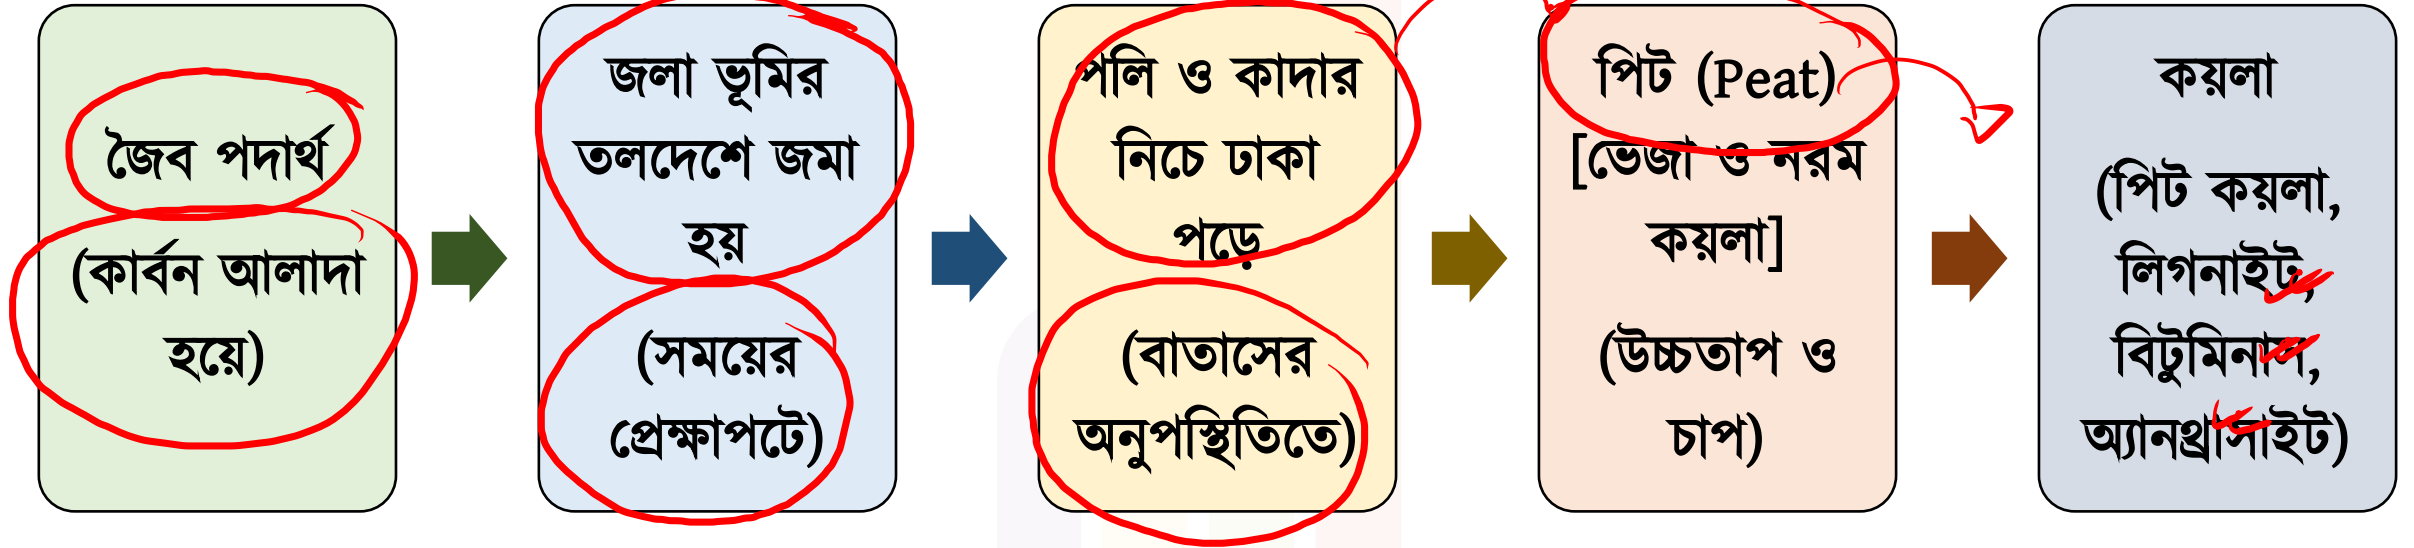 জৈব পদার্থ
(কার্বন আলাদা
হয়ে)
জলা ভূমির
তলদেশে জমা
হয়
(সময়ের
প্রেক্ষাপটে)
পলি ও কাদার
নিচে ঢাকা
পড়ে
(বাতাসের
অনুপস্থিতিতে)
পিট (Peat)
[ভেজা ও নরম
কয়লা]
(উচ্চতাপ ও
চাপ)
কয়লা
(পিট কয়লা,
লিগনাইট,
বিটুমিনাস,
অ্যানথ্রাসাইট)